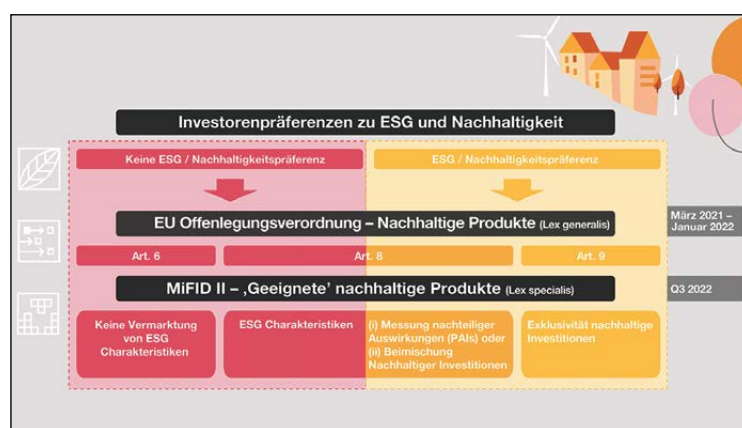 Investorenpräferenzen zu ESG und Nachhaltigkeit
Keine ESG / Nachhaltigkeitspräferenz
ESG / Nachhaltigkeitspräferenz
EU Offenlegungsverordnung – Nachhaltige Produkte (Lex generalis)
März 2021 –
Januar 2022
Art. 6
Art. 8
Art. 9
MiFID II – ‚Geeignete' nachhaltige Produkte (Lex specialis)
Q3 2022
Keine Vermarktung
von ESG
Charakteristiken
ESG Charakteristiken
(i) Messung nachteiliger
Auswirkungen (PAIs) oder
(ii) Beimischung
Nachhaltiger Investitionen
Exklusivität nachhaltige
Investitionen